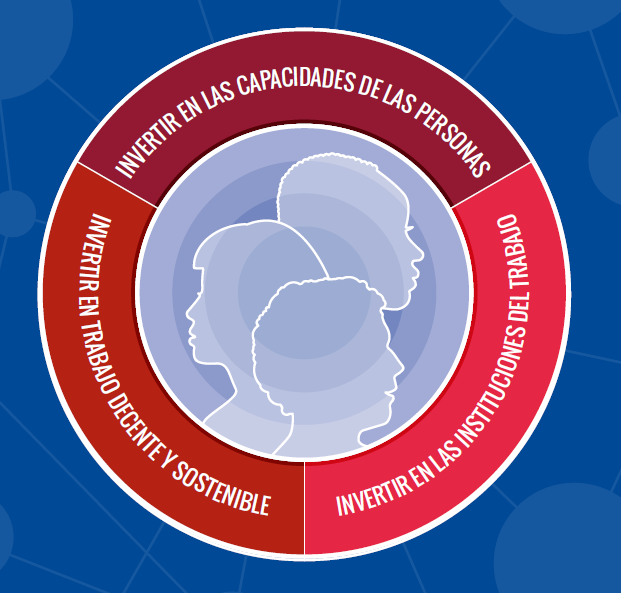 INVERTIR EN LAS CAPACIDADES DE LAS PERSONAS
INVERTIR EN TRABAJO DECENTE Y SOSTENIBLE
INVERTIR EN LAS INSTITUCIONES DEL TRABAJO